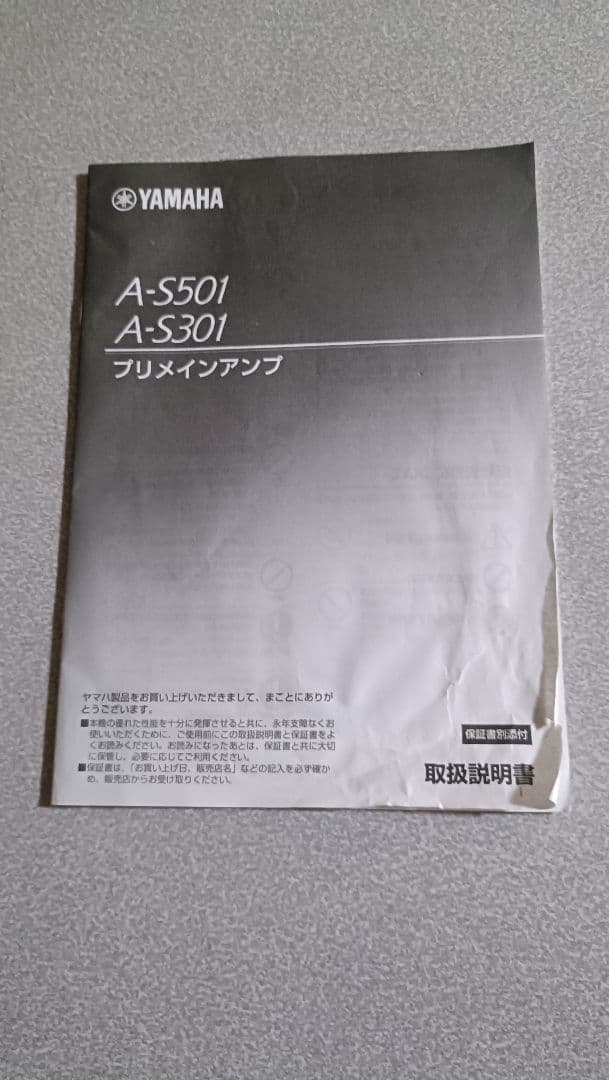 YAMAHA
A-S501
A-S301
プリメインアンプ
ヤマハ製品をお買い上げいただきまして、まことにありが
とうございます。
■本機の優れた性能を十分に発揮させると共に、永年支障なくお
使いいただくために、ご使用前にこの取扱説明書と保証書をよ
くお読みください。お読みになったあとは、保証書と共に大切
に保管し、必要に応じてご利用ください。
■保証書は、「お買い上げ日、販売店名」などの記入を必ず確か
め、販売店からお受け取りください。
保証書別添付
取扱説明書